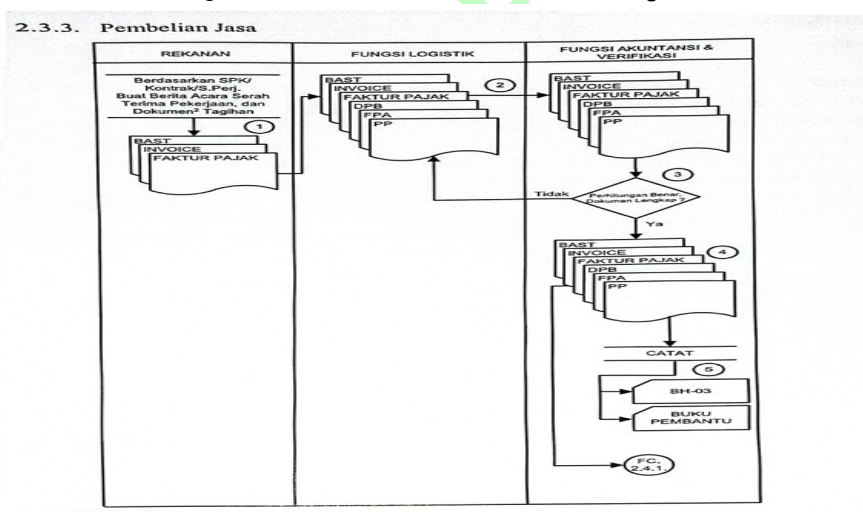 2.3.3. Pembelian Jasa
REKANAN
FUNGSI LOGISTIK
FUNGSI AKUNTANSI &
VERIFIKASI
Berdasarkan SPK/
Kontrak/S.Perj.
Buat Berita Acara Serah
Terima Pekerjaan, dan
Dokumen² Tagihan
1
BAST
INVOICE
FAKTUR PAJAK
BAST
INVOICE
FAKTUR PAJAK
DPB
FPA
PP
2
BAST
INVOICE
FAKTUR PAJAK
DPB
FPA
PP
3
Tidak
Perhitungan Benar,
Dokumen Lengkap ?
Ya
BAST
INVOICE
FAKTUR PAJAK
DPB
FPA
PP
4
CATAT
5
BH-03
BUKU
PEMBANTU
FC.
2.4.1.